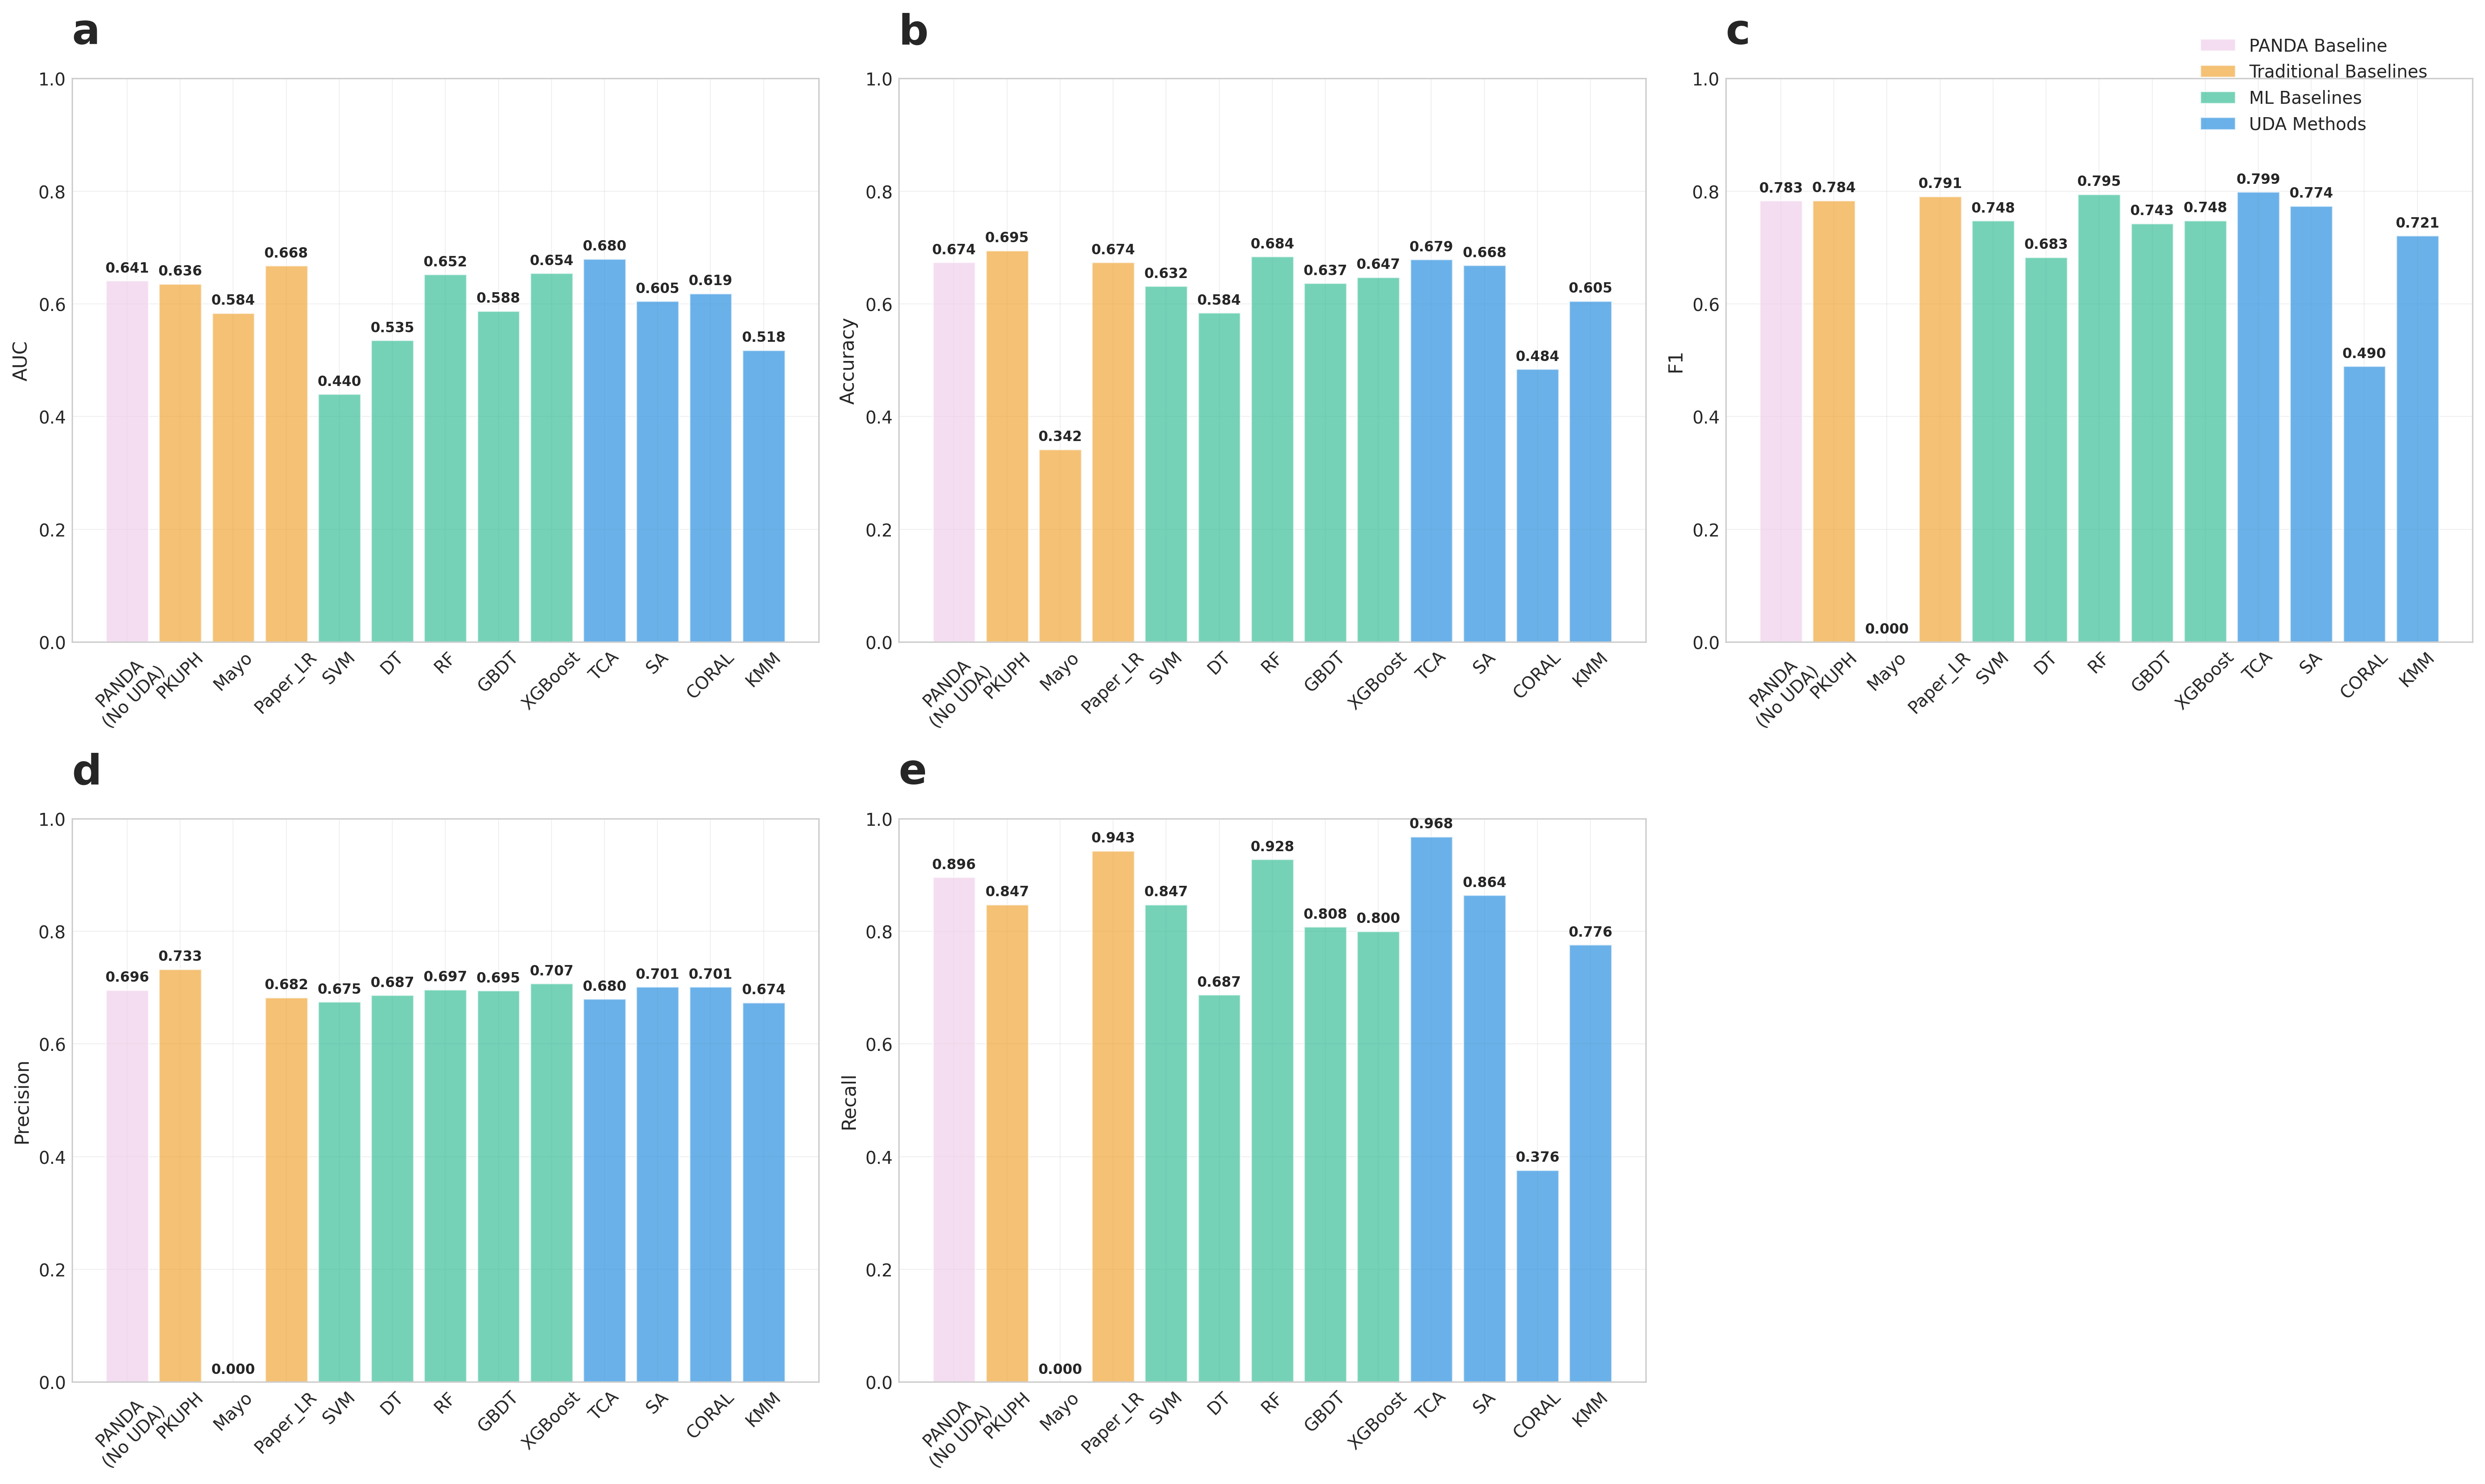 a
1.0
0.8
0.6
0.4
0.2
0.0
AUC
0.641
0.636
0.584
0.668
0.440
0.535
0.652
0.588
0.654
0.680
0.605
0.619
0.518
PANDA
(No UDA)
PKUPH
Mayo
Paper_LR
SVM
DT
RF
GBDT
XGBoost
TCA
SA
CORAL
KMM
b
1.0
0.8
0.6
0.4
0.2
0.0
Accuracy
0.674
0.695
0.342
0.674
0.632
0.584
0.684
0.637
0.647
0.679
0.668
0.484
0.605
PANDA
(No UDA)
PKUPH
Mayo
Paper_LR
SVM
DT
RF
GBDT
XGBoost
TCA
SA
CORAL
KMM
c
PANDA Baseline
Traditional Baselines
ML Baselines
UDA Methods
1.0
0.8
0.6
0.4
0.2
0.0
F1
0.783
0.784
0.000
0.791
0.748
0.683
0.795
0.743
0.748
0.799
0.774
0.490
0.721
PANDA
(No UDA)
PKUPH
Mayo
Paper_LR
SVM
DT
RF
GBDT
XGBoost
TCA
SA
CORAL
KMM
d
1.0
0.8
0.6
0.4
0.2
0.0
Precision
0.696
0.733
0.000
0.682
0.675
0.687
0.697
0.695
0.707
0.680
0.701
0.701
0.674
PANDA
(No UDA)
PKUPH
Mayo
Paper_LR
SVM
DT
RF
GBDT
XGBoost
TCA
SA
CORAL
KMM
e
1.0
0.8
0.6
0.4
0.2
0.0
Recall
0.896
0.847
0.000
0.943
0.847
0.687
0.928
0.808
0.800
0.968
0.864
0.376
0.776
PANDA
(No UDA)
PKUPH
Mayo
Paper_LR
SVM
DT
RF
GBDT
XGBoost
TCA
SA
CORAL
KMM